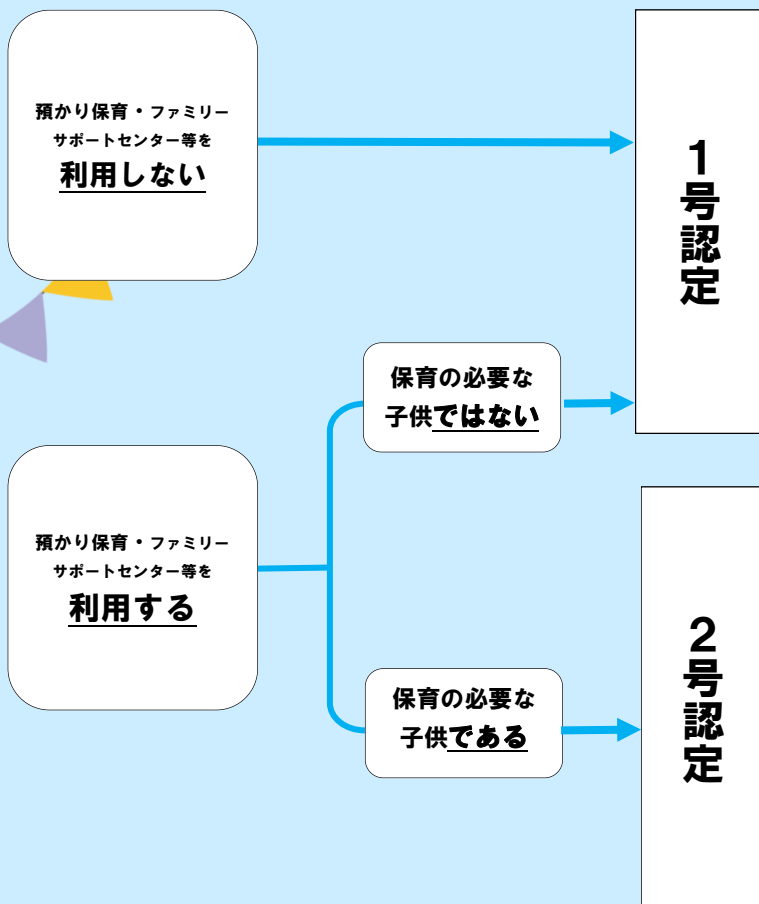 預かり保育・ファミリー
サポートセンター等を
利用しない
1号認定
保育の必要な
子供ではない
預かり保育・ファミリー
サポートセンター等を
利用する
保育の必要な
子供である
2号認定